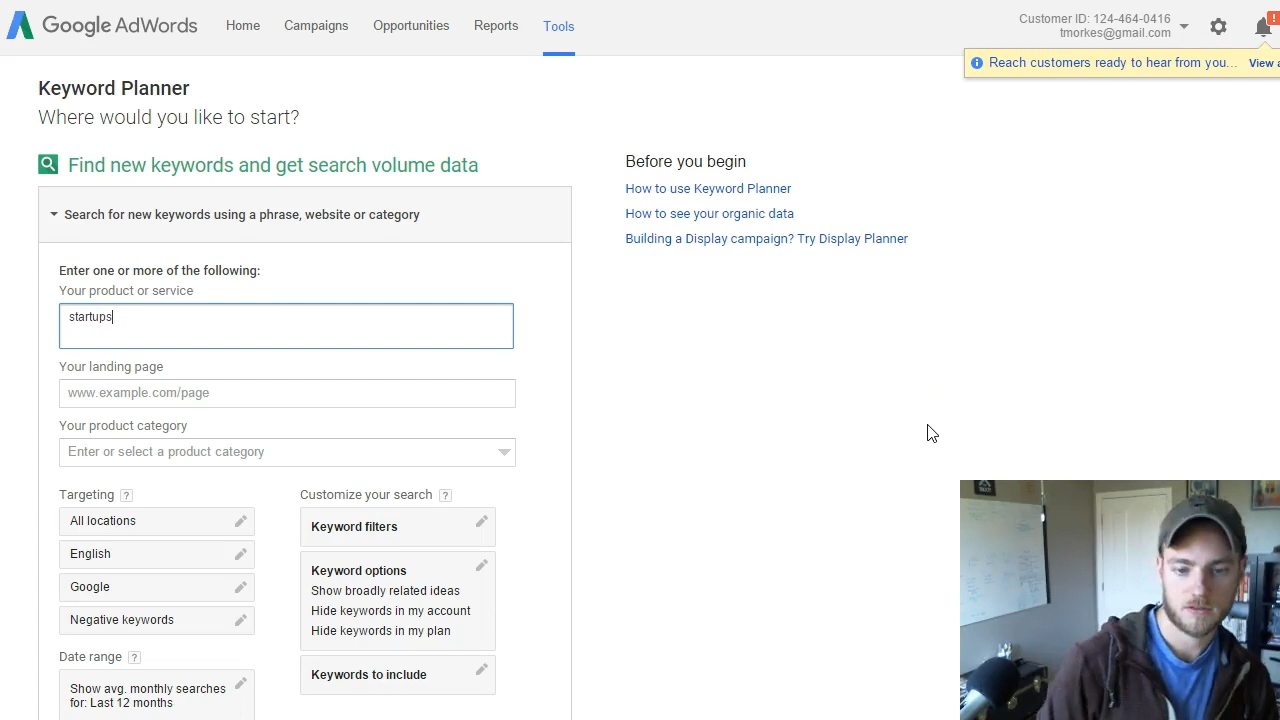 Google AdWords
Home
Campaigns
Opportunities
Reports
Tools
Customer ID: 124-464-0416
tmorkes@gmail.com
!
Reach customers ready to hear from you...
View a
Keyword Planner
Where would you like to start?
Find new keywords and get search volume data
Search for new keywords using a phrase, website or category
Enter one or more of the following:
Your product or service
startups
Your landing page
www.example.com/page
Your product category
Enter or select a product category
Targeting ?
All locations
English
Google
Negative keywords
Date range ?
Show avg. monthly searches
for: Last 12 months
Customize your search ?
Keyword filters
Keyword options
Show broadly related ideas
Hide keywords in my account
Hide keywords in my plan
Keywords to include
Before you begin
How to use Keyword Planner
How to see your organic data
Building a Display campaign? Try Display Planner